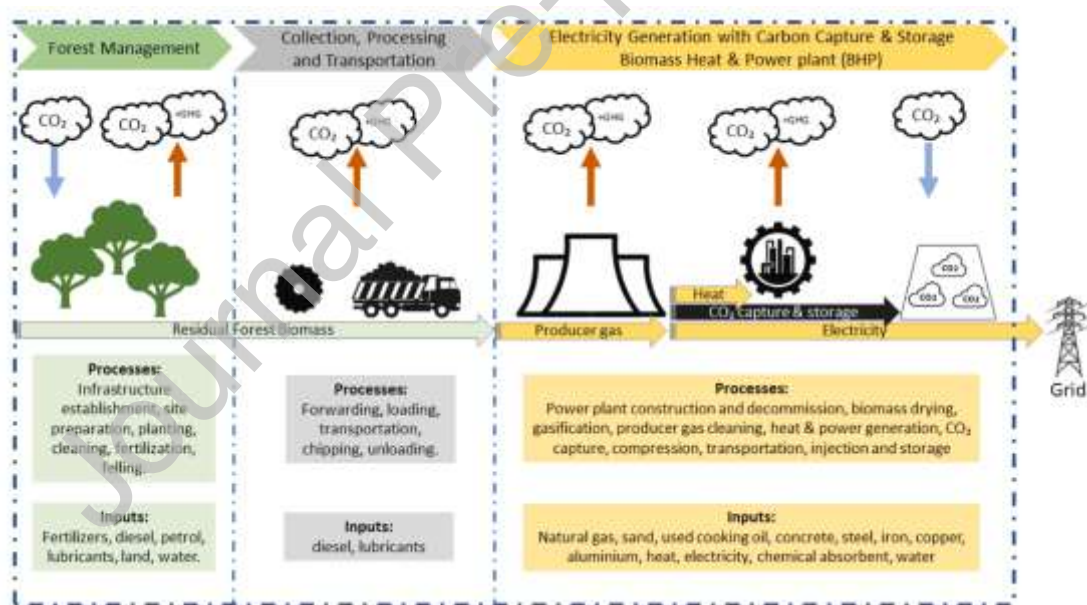 Forest Management
Collection, Processing
and Transportation
Electricity Generation with Carbon Capture & Storage
Biomass Heat & Power plant (BHP)
CO₂
CO₂
+GHG
CO₂
+GHG
CO₂
+GHG
CO₂
+GHG
CO₂
CO₂
CO₂
CO₂
Heat
CO₂ capture & storage
Residual Forest Biomass
Producer gas
Electricity
Grid
Processes:
Infrastructure
establishment, site
preparation, planting,
cleaning, fertilization,
felling.
Processes:
Forwarding, loading,
transportation,
chipping, unloading.
Processes:
Power plant construction and decommission, biomass drying,
gasification, producer gas cleaning, heat & power generation, CO₂
capture, compression, transportation, injection and storage
Inputs:
Fertilizers, diesel, petrol,
lubricants, land, water.
Inputs:
diesel, lubricants
Inputs:
Natural gas, sand, used cooking oil, concrete, steel, iron, copper,
aluminium, heat, electricity, chemical absorbent, water
Journal Pre